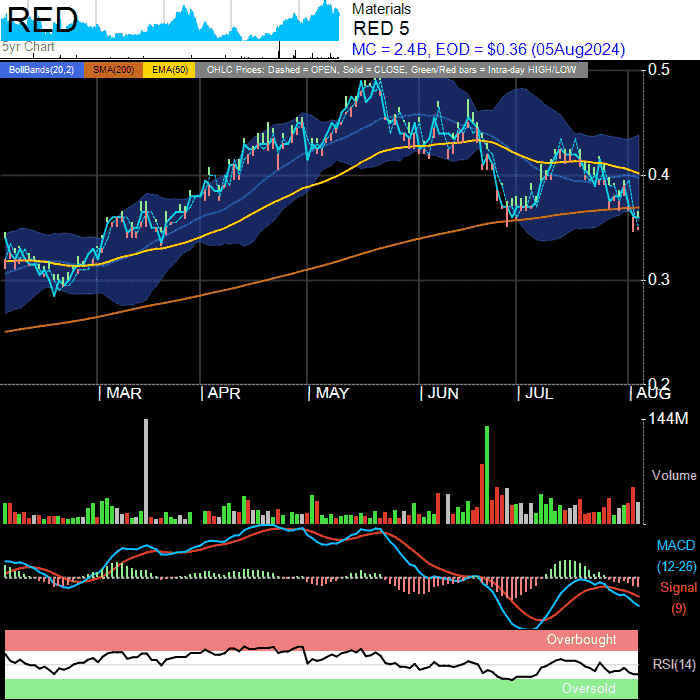 RED
5yr Chart
Materials
RED 5
MC = 2.4B, EOD = $0.36 (05Aug2024)
BollBands(20,2) SMA(200) EMA(50) OHLC Prices: Dashed = OPEN, Solid = CLOSE, Green/Red bars = Intra-day HIGH/LOW
0.5
0.4
0.3
0.2
| MAR | APR | MAY | JUN | JUL | AUG
144M
Volume
MACD
(12-26)
Signal
(9)
Overbought
RSI(14)
Oversold